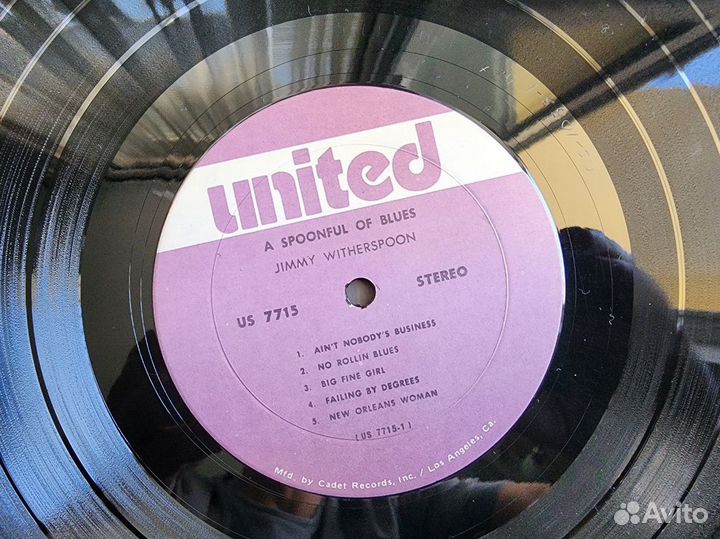 united
A SPOONFUL OF BLUES
JIMMY WITHERSPOON
US 7715
STEREO
1. AIN'T NOBODY'S BUSINESS
2. NO ROLLIN BLUES
3. BIG FINE GIRL
4. FAILING BY DEGREES
5. NEW ORLEANS WOMAN
( US 7715-1 )
Mfd. by Cadet Records, Inc. / Los Angeles, Ca.
Avito